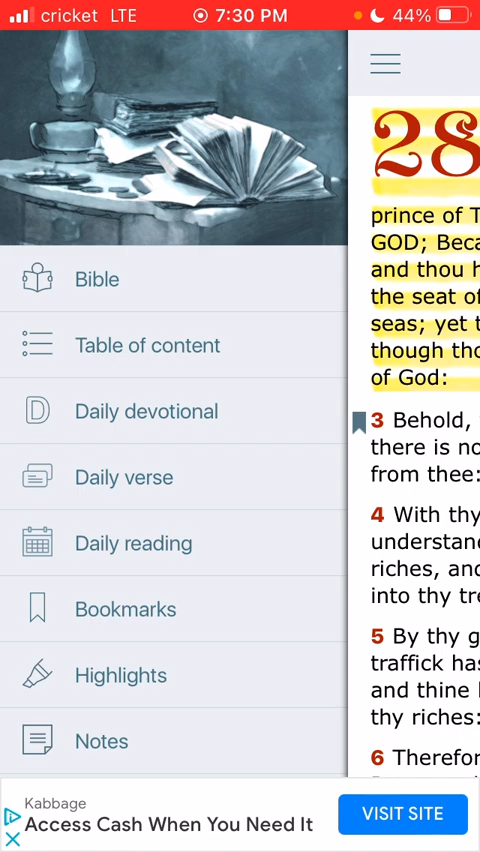 cricket LTE 7:30 PM 44%
Bible
Table of content
Daily devotional
Daily verse
Daily reading
Bookmarks
Highlights
Notes
28
prince of T
GOD; Beca
and thou h
the seat of
seas; yet t
though tho
of God:
3 Behold,
there is no
from thee:
4 With thy
understand
riches, and
into thy tre
5 By thy g
traffick has
and thine h
thy riches:
6 Therefor
Kabbage
Access Cash When You Need It
VISIT SITE